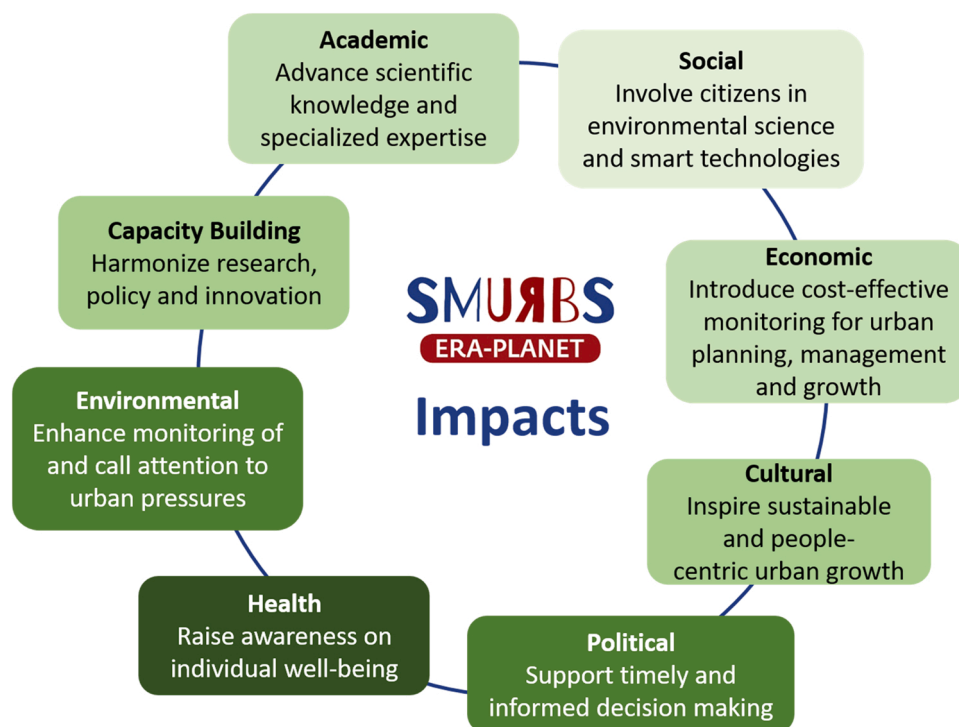 Academic
Advance scientific
knowledge and
specialized expertise
Social
Involve citizens in
environmental science
and smart technologies
Capacity Building
Harmonize research,
policy and innovation
Economic
Introduce cost-effective
monitoring for urban
planning, management
and growth
SMURBS
ERA-PLANET
Impacts
Environmental
Enhance monitoring of
and call attention to
urban pressures
Cultural
Inspire sustainable
and people-
centric urban growth
Health
Raise awareness on
individual well-being
Political
Support timely and
informed decision making